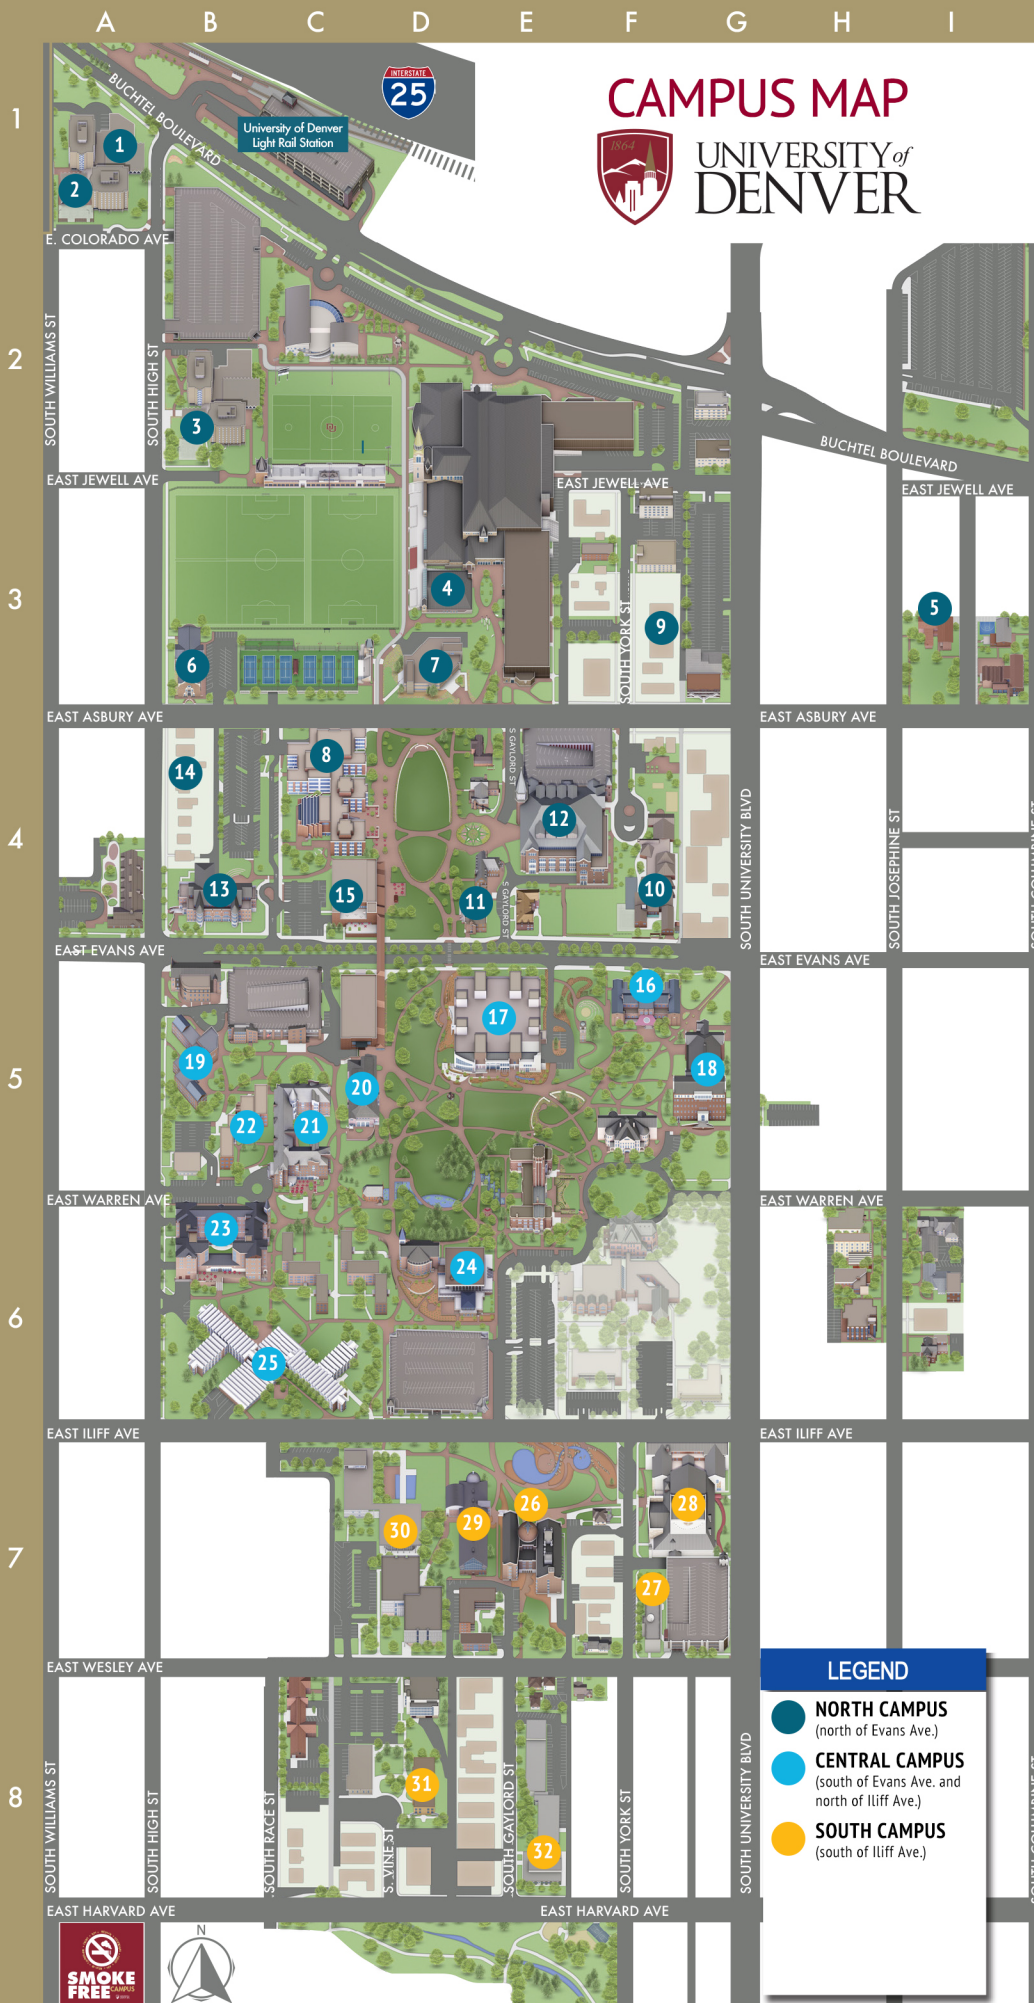 A B C D E F G H I
1
2
3
4
5
6
7
8
INTERSTATE
25
CAMPUS MAP
1864
UNIVERSITY of
DENVER
BUCHTEL BOULEVARD
University of Denver
Light Rail Station
1
2
E. COLORADO AVE
SOUTH WILLIAMS ST
SOUTH HIGH ST
3
BUCHTEL BOULEVARD
EAST JEWELL AVE
EAST JEWELL AVE
EAST JEWELL AVE
4
5
SOUTH YORK ST
9
6
7
EAST ASBURY AVE
EAST ASBURY AVE
S GAYLORD ST
8
14
12
SOUTH UNIVERSITY BLVD
SOUTH JOSEPHINE ST
13
15
11
10
S GAYLORD ST
EAST EVANS AVE
EAST EVANS AVE
16
17
19
18
20
22
21
EAST WARREN AVE
EAST WARREN AVE
23
24
25
EAST ILIFF AVE
EAST ILIFF AVE
26
28
29
30
27
EAST WESLEY AVE
SOUTH WILLIAMS ST
SOUTH HIGH ST
SOUTH RACE ST
S. VINE ST
SOUTH GAYLORD ST
SOUTH YORK ST
SOUTH UNIVERSITY BLVD
31
32
EAST HARVARD AVE
EAST HARVARD AVE
LEGEND
NORTH CAMPUS
(north of Evans Ave.)
CENTRAL CAMPUS
(south of Evans Ave. and
north of Iliff Ave.)
SOUTH CAMPUS
(south of Iliff Ave.)
SMOKE
FREE CAMPUS
N